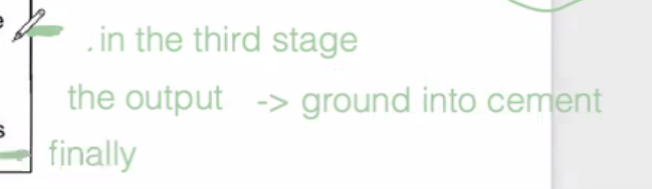 . in the third stage
the output -> ground into cement
finally